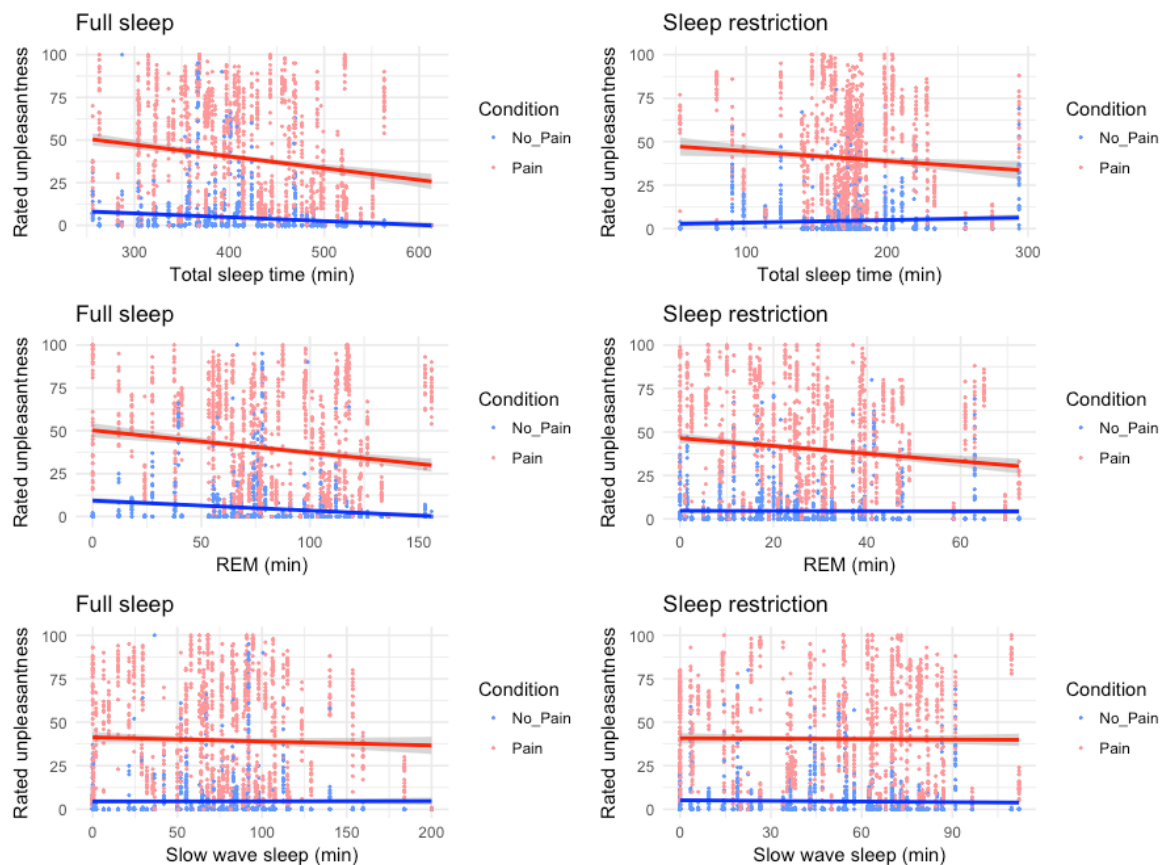 Full sleep
Rated unpleasantness
100
75
50
25
0
300 400 500 600
Total sleep time (min)
Condition
No_Pain
Pain
Sleep restriction
Rated unpleasantness
100
75
50
25
0
100 200 300
Total sleep time (min)
Condition
No_Pain
Pain
Full sleep
Rated unpleasantness
100
75
50
25
0
0 50 100 150
REM (min)
Condition
No_Pain
Pain
Sleep restriction
Rated unpleasantness
100
75
50
25
0
0 20 40 60
REM (min)
Condition
No_Pain
Pain
Full sleep
Rated unpleasantness
100
75
50
25
0
0 50 100 150 200
Slow wave sleep (min)
Condition
No_Pain
Pain
Sleep restriction
Rated unpleasantness
100
75
50
25
0
0 30 60 90
Slow wave sleep (min)
Condition
No_Pain
Pain